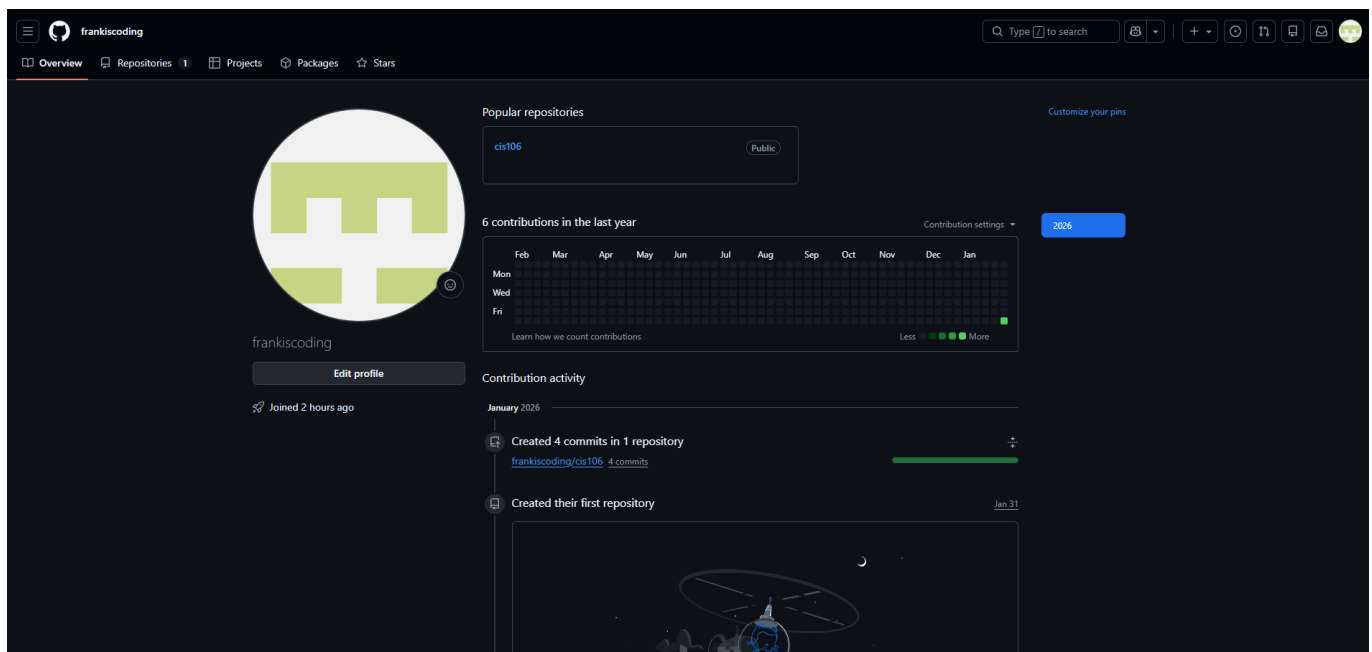 frankiscoding
Type / to search
Overview
Repositories 1
Projects
Packages
Stars
frankiscoding
Edit profile
Joined 2 hours ago
Popular repositories
Customize your pins
cis106
Public
6 contributions in the last year
Contribution settings
2026
Feb Mar Apr May Jun Jul Aug Sep Oct Nov Dec Jan
Mon
Wed
Fri
Learn how we count contributions
Less More
Contribution activity
January 2026
Created 4 commits in 1 repository
frankiscoding/cis106 4 commits
Created their first repository
Jan 31